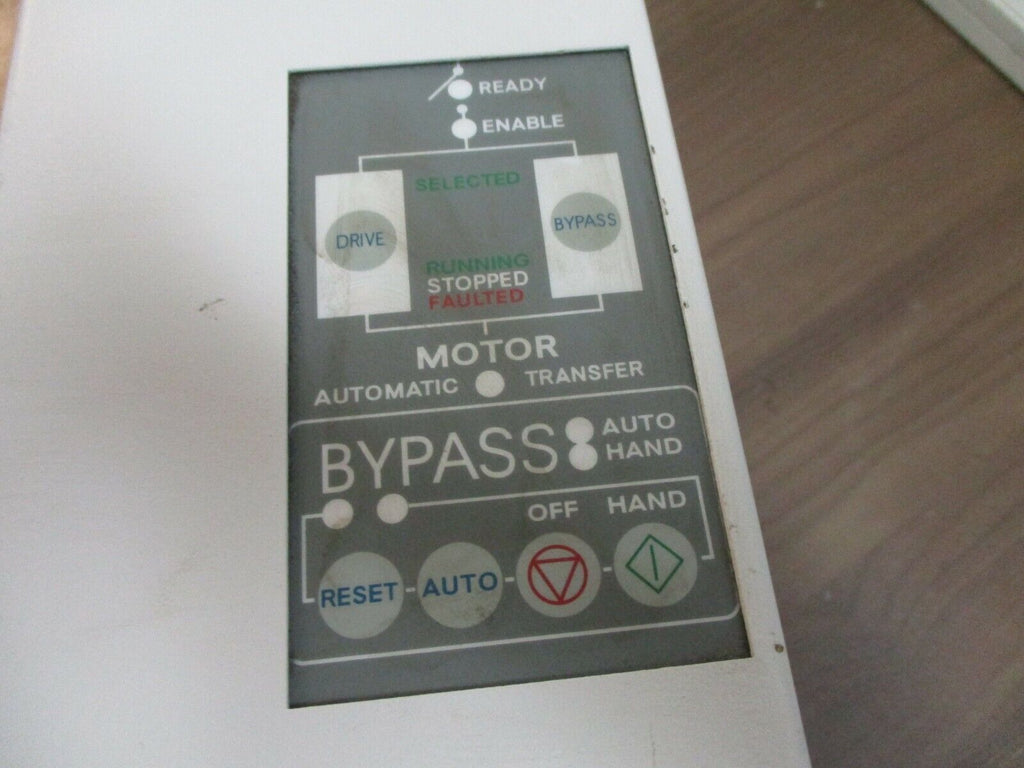 READY
ENABLE
SELECTED
DRIVE
BYPASS
RUNNING
STOPPED
FAULTED
MOTOR
AUTOMATIC TRANSFER
BYPASS
AUTO
HAND
OFF HAND
RESET AUTO